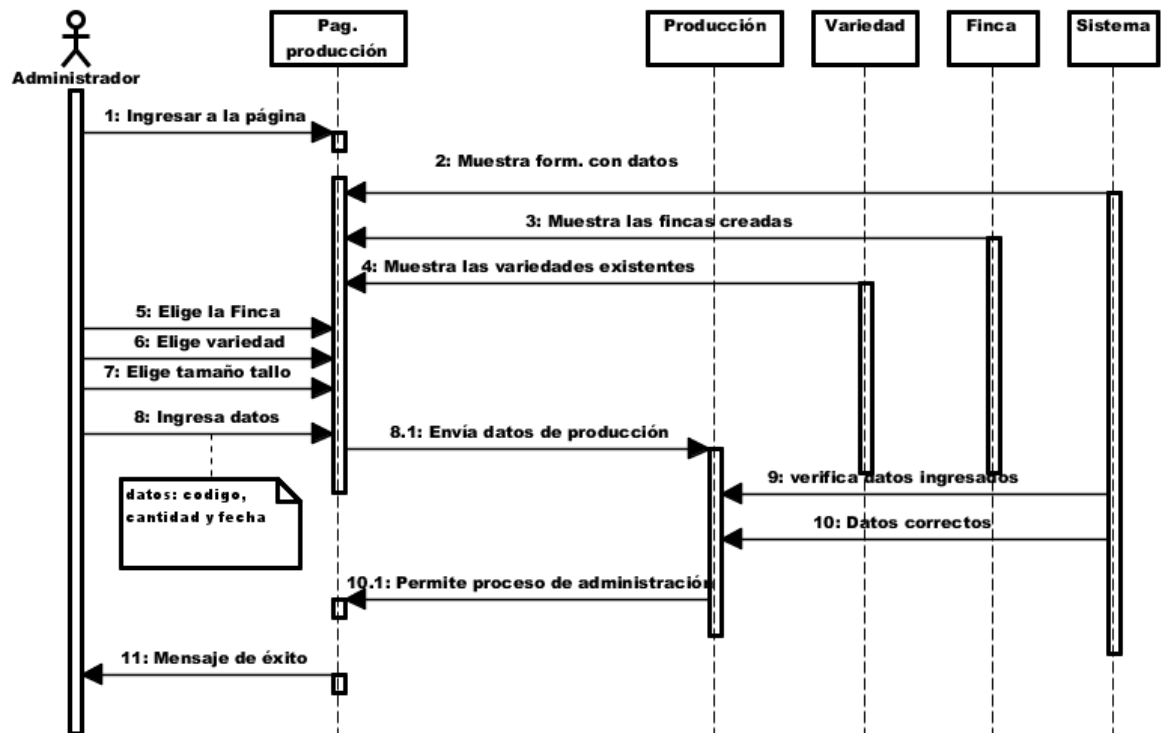 Administrador
Pag.
producción
Producción
Variedad
Finca
Sistema
1: Ingresar a la página
2: Muestra form. con datos
3: Muestra las fincas creadas
4: Muestra las variedades existentes
5: Elige la Finca
6: Elige variedad
7: Elige tamaño tallo
8: Ingresa datos
8.1: Envía datos de producción
datos: codigo,
cantidad y fecha
9: verifica datos ingresados
10: Datos correctos
10.1: Permite proceso de administración
11: Mensaje de éxito